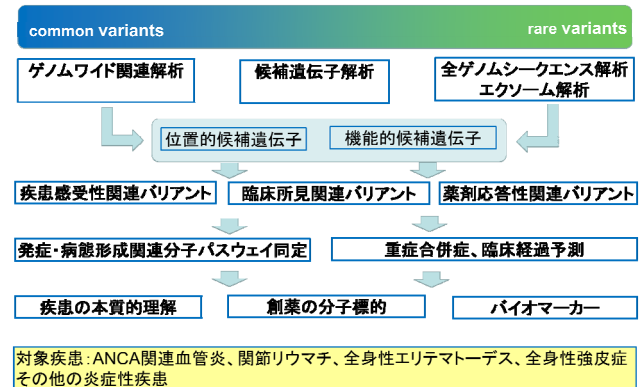 common variants
rare variants
ゲノムワイド関連解析
候補遺伝子解析
全ゲノムシークエンス解析
エクソーム解析
位置的候補遺伝子
機能的候補遺伝子
疾患感受性関連バリアント
臨床所見関連バリアント
薬剤応答性関連バリアント
発症・病態形成関連分子パスウェイ同定
重症合併症、臨床経過予測
疾患の本質的理解
創薬の分子標的
バイオマーカー
対象疾患：ANCA関連血管炎、関節リウマチ、全身性エリテマトーデス、全身性強皮症
その他の炎症性疾患